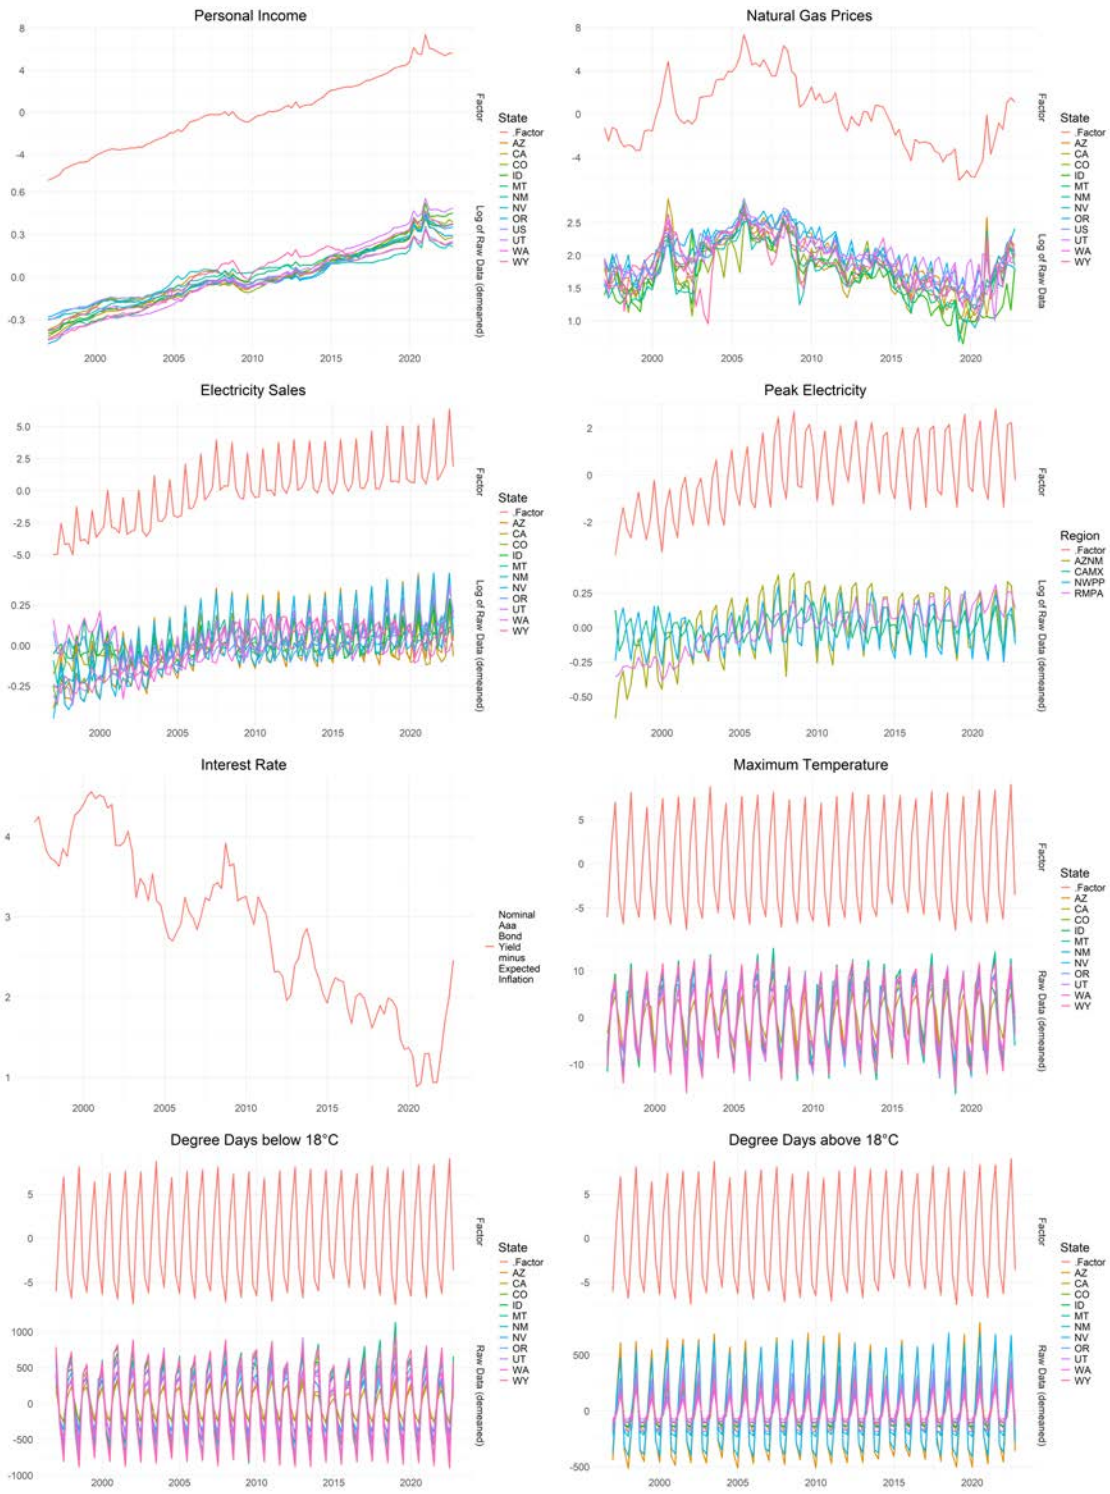 Personal Income
8
4
0
-4
Factor
0.6
0.3
0.0
-0.3
Log of Raw Data (demeaned)
2000
2005
2010
2015
2020
State
.Factor
AZ
CA
CO
ID
MT
NM
NV
OR
US
UT
WA
WY
Natural Gas Prices
8
4
0
-4
Factor
2.5
2.0
1.5
1.0
Log of Raw Data
2000
2005
2010
2015
2020
State
.Factor
AZ
CA
CO
ID
MT
NM
NV
OR
US
UT
WA
WY
Electricity Sales
5.0
2.5
0.0
-2.5
-5.0
Factor
0.25
0.00
-0.25
Log of Raw Data (demeaned)
2000
2005
2010
2015
2020
State
.Factor
AZ
CA
CO
ID
MT
NM
NV
OR
UT
WA
WY
Peak Electricity
2
0
-2
Factor
0.25
0.00
-0.25
-0.50
Log of Raw Data (demeaned)
2000
2005
2010
2015
2020
Region
.Factor
AZNM
CAMX
NWPP
RMPA
Interest Rate
4
3
2
1
2000
2005
2010
2015
2020
Nominal
Aaa
Bond
Yield
minus
Expected
Inflation
Maximum Temperature
5
0
-5
Factor
10
0
-10
Raw Data (demeaned)
2000
2005
2010
2015
2020
State
.Factor
AZ
CA
CO
ID
MT
NM
NV
OR
UT
WA
WY
Degree Days below 18°C
5
0
-5
Factor
1000
500
0
-500
-1000
Raw Data (demeaned)
2000
2005
2010
2015
2020
State
.Factor
AZ
CA
CO
ID
MT
NM
NV
OR
UT
WA
WY
Degree Days above 18°C
5
0
-5
Factor
500
0
-500
Raw Data (demeaned)
2000
2005
2010
2015
2020
State
.Factor
AZ
CA
CO
ID
MT
NM
NV
OR
UT
WA
WY